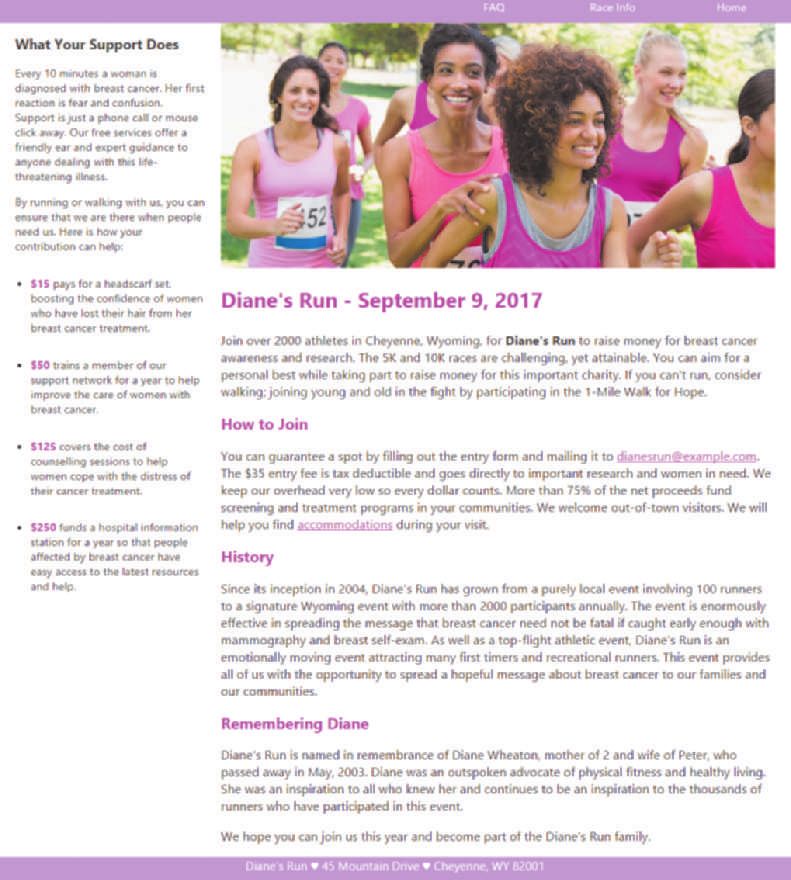 FAQ Race Info Home
What Your Support Does
Every 10 minutes a woman is
diagnosed with breast cancer. Her first
reaction is fear and confusion.
Support is just a phone call or mouse
click away. Our free services offer a
friendly ear and expert guidance to
anyone dealing with this life-
threatening illness.
By running or walking with us, you can
ensure that we are there when people
need us. Here is how your
contribution can help:
• $15 pays for a headscarf set,
boosting the confidence of women
who have lost their hair from her
breast cancer treatment.
• $50 trains a member of our
support network for a year to help
improve the care of women with
breast cancer.
• $125 covers the cost of
counselling sessions to help
women cope with the distress of
their cancer treatment.
• $250 funds a hospital information
station for a year so that people
affected by breast cancer have
easy access to the latest resources
and help.
452
Diane's Run - September 9, 2017
Join over 2000 athletes in Cheyenne, Wyoming, for Diane's Run to raise money for breast cancer
awareness and research. The 5K and 10K races are challenging, yet attainable. You can aim for a
personal best while taking part to raise money for this important charity. If you can't run, consider
walking; joining young and old in the fight by participating in the 1-Mile Walk for Hope.
How to Join
You can guarantee a spot by filling out the entry form and mailing it to dianesrun@example.com.
The $35 entry fee is tax deductible and goes directly to important research and women in need. We
keep our overhead very low so every dollar counts. More than 75% of the net proceeds fund
screening and treatment programs in your communities. We welcome out-of-town visitors. We will
help you find accommodations during your visit.
History
Since its inception in 2004, Diane's Run has grown from a purely local event involving 100 runners
to a signature Wyoming event with more than 2000 participants annually. The event is enormously
effective in spreading the message that breast cancer need not be fatal if caught early enough with
mammography and breast self-exam. As well as a top-flight athletic event, Diane's Run is an
emotionally moving event attracting many first timers and recreational runners. This event provides
all of us with the opportunity to spread a hopeful message about breast cancer to our families and
our communities.
Remembering Diane
Diane's Run is named in remembrance of Diane Wheaton, mother of 2 and wife of Peter, who
passed away in May, 2003. Diane was an outspoken advocate of physical fitness and healthy living.
She was an inspiration to all who knew her and continues to be an inspiration to the thousands of
runners who have participated in this event.
We hope you can join us this year and become part of the Diane's Run family.
Diane's Run ♥ 45 Mountain Drive ♥ Cheyenne, WY 82001